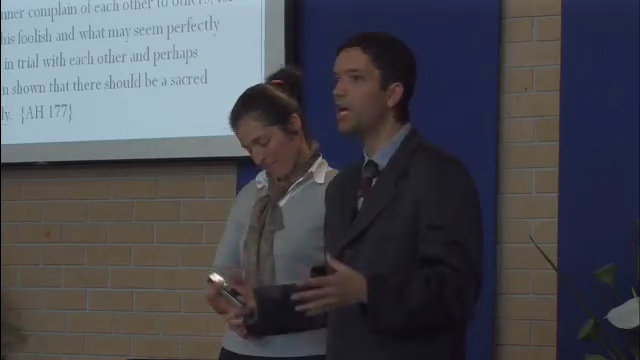 nner complain of each other to others, for
his foolish and what may seem perfectly
in trial with each other and perhaps
n shown that there should be a sacred
ly. {AH 177}